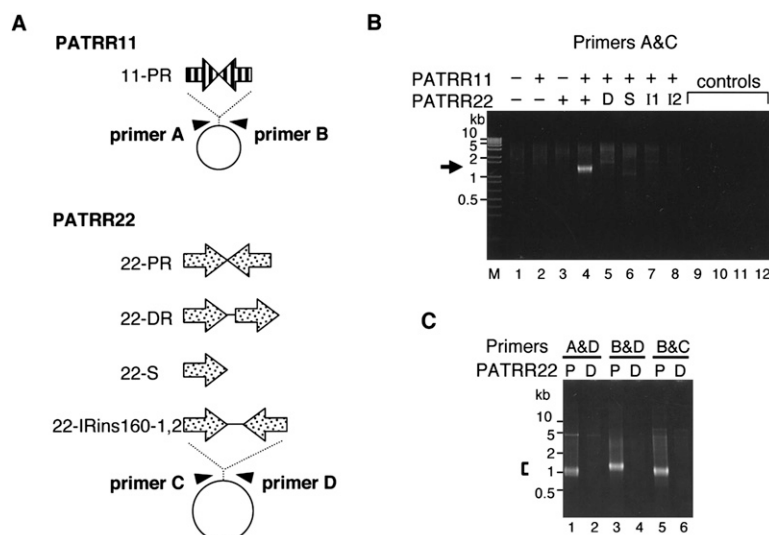 A
PATRR11
11-PR
primer A primer B
PATRR22
22-PR
22-DR
22-S
22-IRins160-1,2
primer C primer D
B
Primers A&C
PATRR11 – + – + + + + + controls
PATRR22 – – + + D S I1 I2
kb
10
5
2
1
0.5
M 1 2 3 4 5 6 7 8 9 10 11 12
C
Primers A&D B&D B&C
PATRR22 P D P D P D
kb
10
5
2
1
0.5
1 2 3 4 5 6